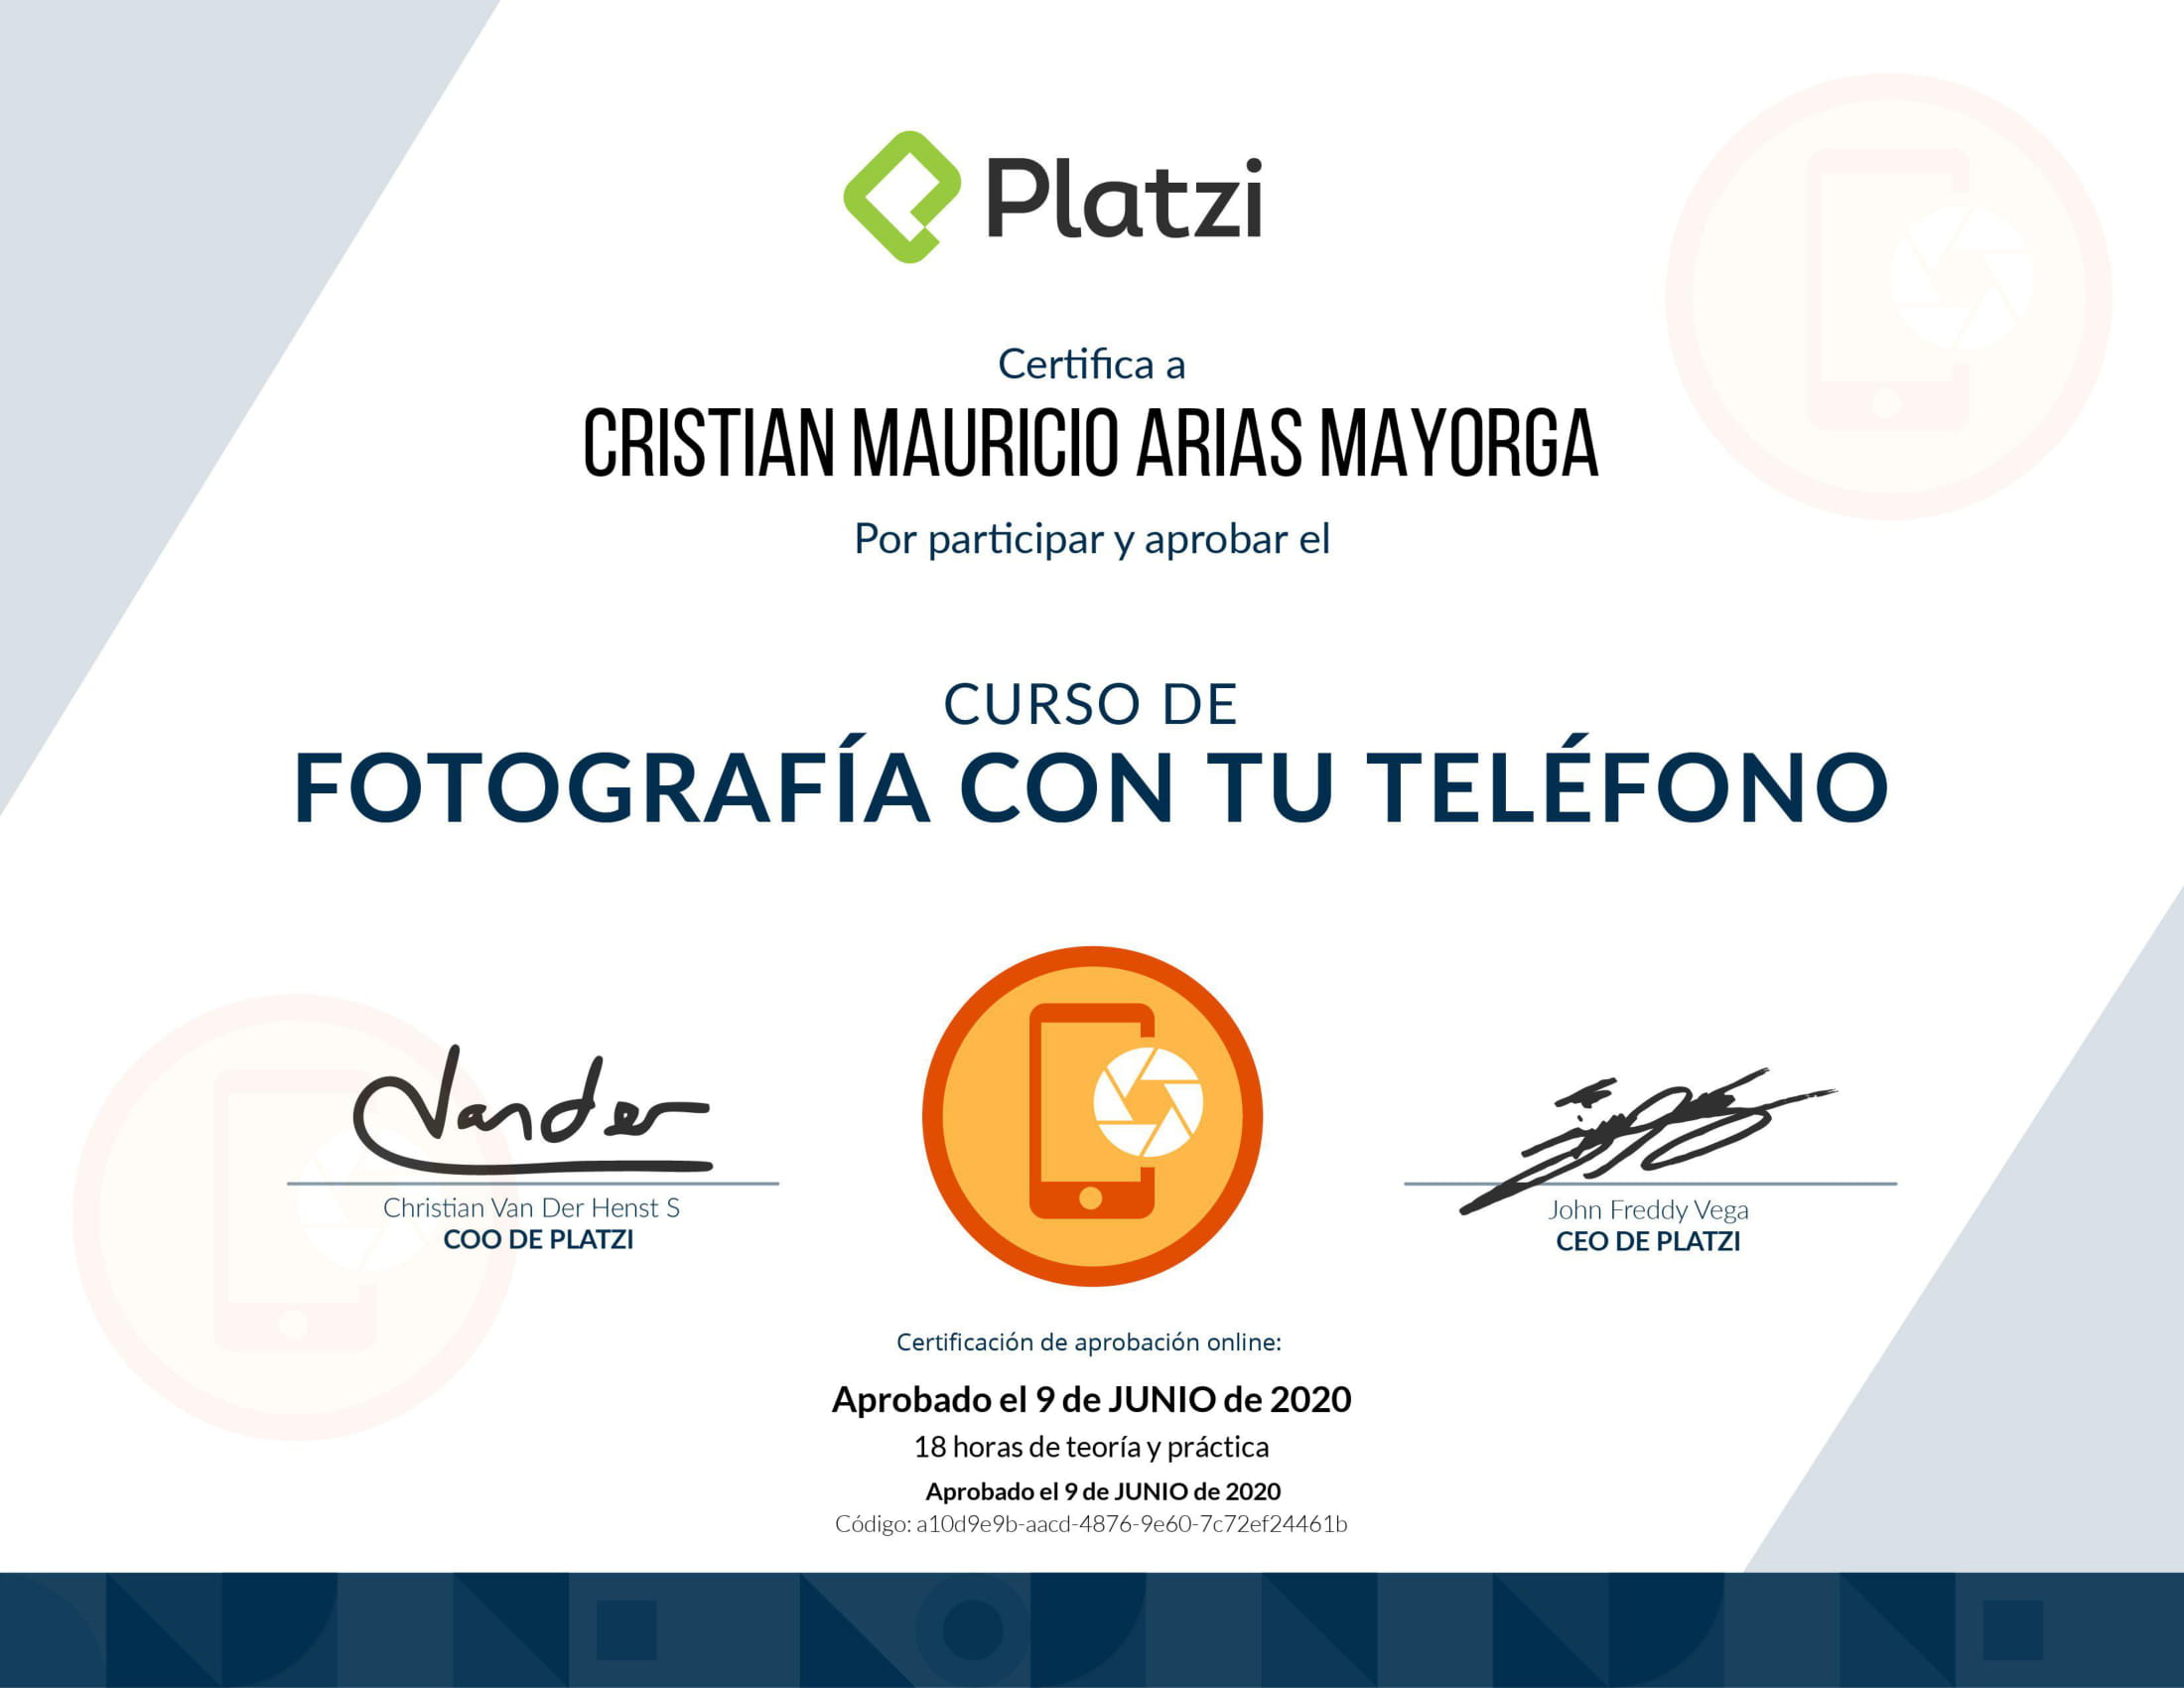 Platzi
Certifica a
CRISTIAN MAURICIO ARIAS MAYORGA
Por participar y aprobar el
CURSO DE
FOTOGRAFÍA CON TU TELÉFONO
Vander
Christian Van Der Henst S
COO DE PLATZI
John Freddy Vega
CEO DE PLATZI
Certificación de aprobación online:
Aprobado el 9 de JUNIO de 2020
18 horas de teoría y práctica
Aprobado el 9 de JUNIO de 2020
Código: a10d9e9b-aacd-4876-9e60-7c72ef24461b